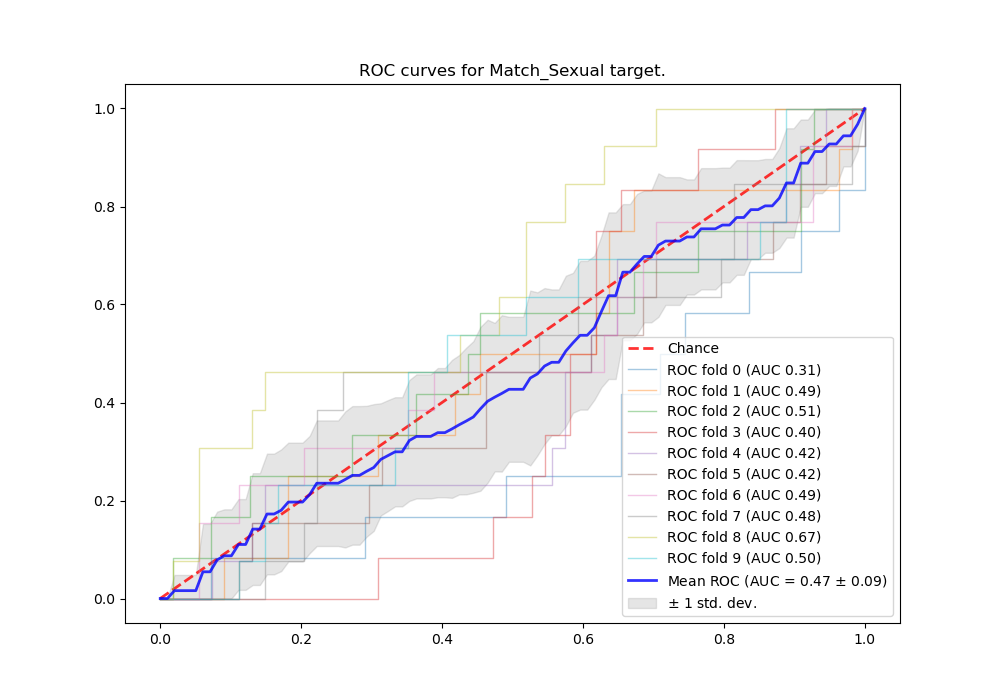 ROC curves for Match_Sexual target.
1.0
0.8
0.6
0.4
0.2
0.0
0.0 0.2 0.4 0.6 0.8 1.0
Chance
ROC fold 0 (AUC 0.31)
ROC fold 1 (AUC 0.49)
ROC fold 2 (AUC 0.51)
ROC fold 3 (AUC 0.40)
ROC fold 4 (AUC 0.42)
ROC fold 5 (AUC 0.42)
ROC fold 6 (AUC 0.49)
ROC fold 7 (AUC 0.48)
ROC fold 8 (AUC 0.67)
ROC fold 9 (AUC 0.50)
Mean ROC (AUC = 0.47 ± 0.09)
± 1 std. dev.